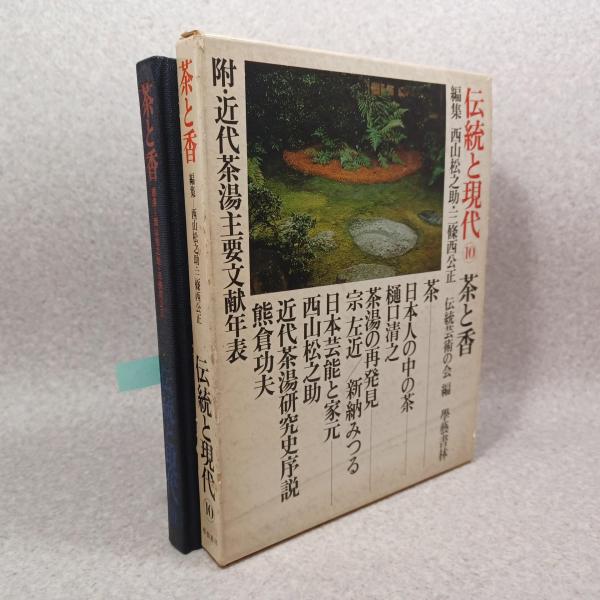 伝統と現代 10 茶と香
編集 西山松之助・三條西公正 伝統芸術の会 編 學藝書林
茶
日本人の中の茶
樋口清之
茶湯の再発見
宗左近/新納みつる
日本芸能と家元
西山松之助
近代茶湯研究史序説
熊倉功夫
附・近代茶湯主要文献年表
茶と香
編集 西山松之助・三條西公正
伝統と現代
10
茶と香